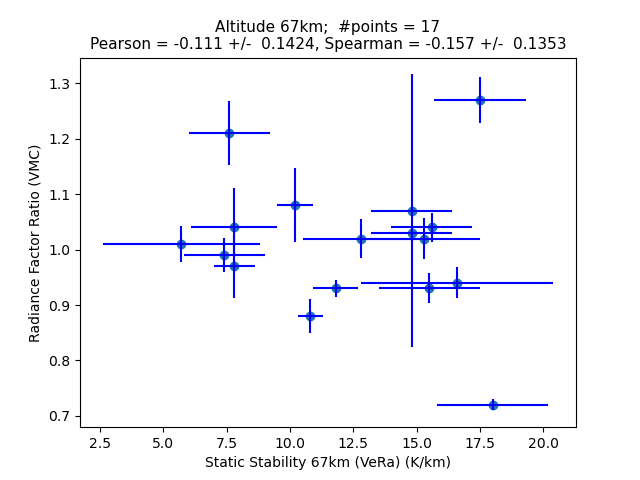 Altitude 67km;  #points = 17
Pearson = -0.111 +/-  0.1424, Spearman = -0.157 +/-  0.1353
Radiance Factor Ratio (VMC)
1.3
1.2
1.1
1.0
0.9
0.8
0.7
2.5 5.0 7.5 10.0 12.5 15.0 17.5 20.0
Static Stability 67km (VeRa) (K/km)